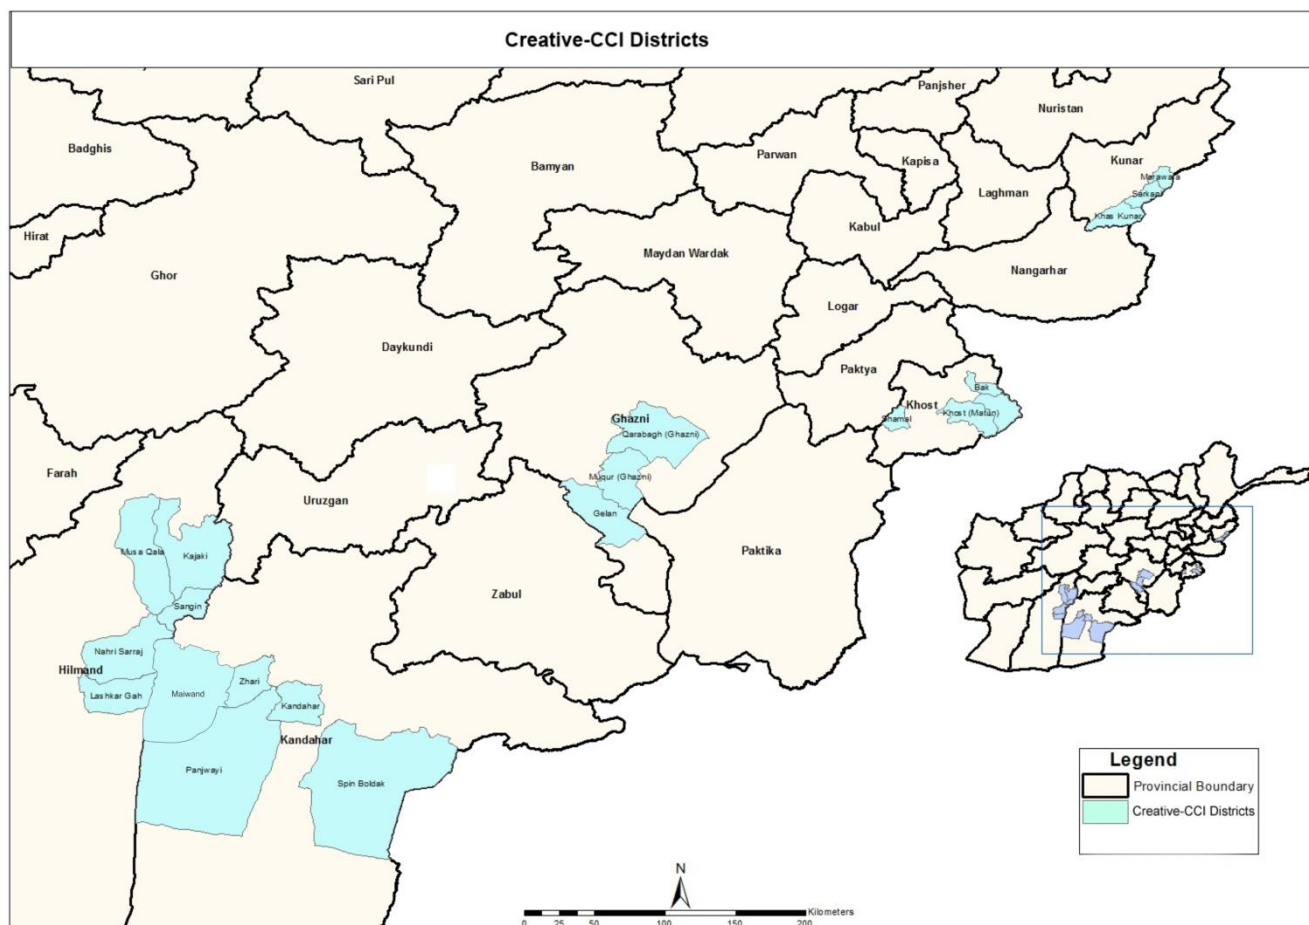 Creative-CCI Districts
Sari Pul
Panjsher
Nuristan
Badghis
Parwan
Kapisa
Kunar
Bamyan
Laghman
Marawara
Sarkani
Khas Kunar
Hirat
Kabul
Maydan Wardak
Ghor
Nangarhar
Logar
Daykundi
Paktya
Bak
Khost
Khost (Matun)
Shamal
Ghazni
Qarabagh (Ghazni)
Farah
Muqur (Ghazni)
Uruzgan
Gelan
Musa Qala
Kajaki
Paktika
Zabul
Sangin
Nahri Sarraj
Hilmand
Zhari
Lashkar Gah
Maiwand
Kandahar
Kandahar
Panjwayi
Spin Boldak
Legend
Provincial Boundary
Creative-CCI Districts
N
Kilometers
0 25 50 100 150 200